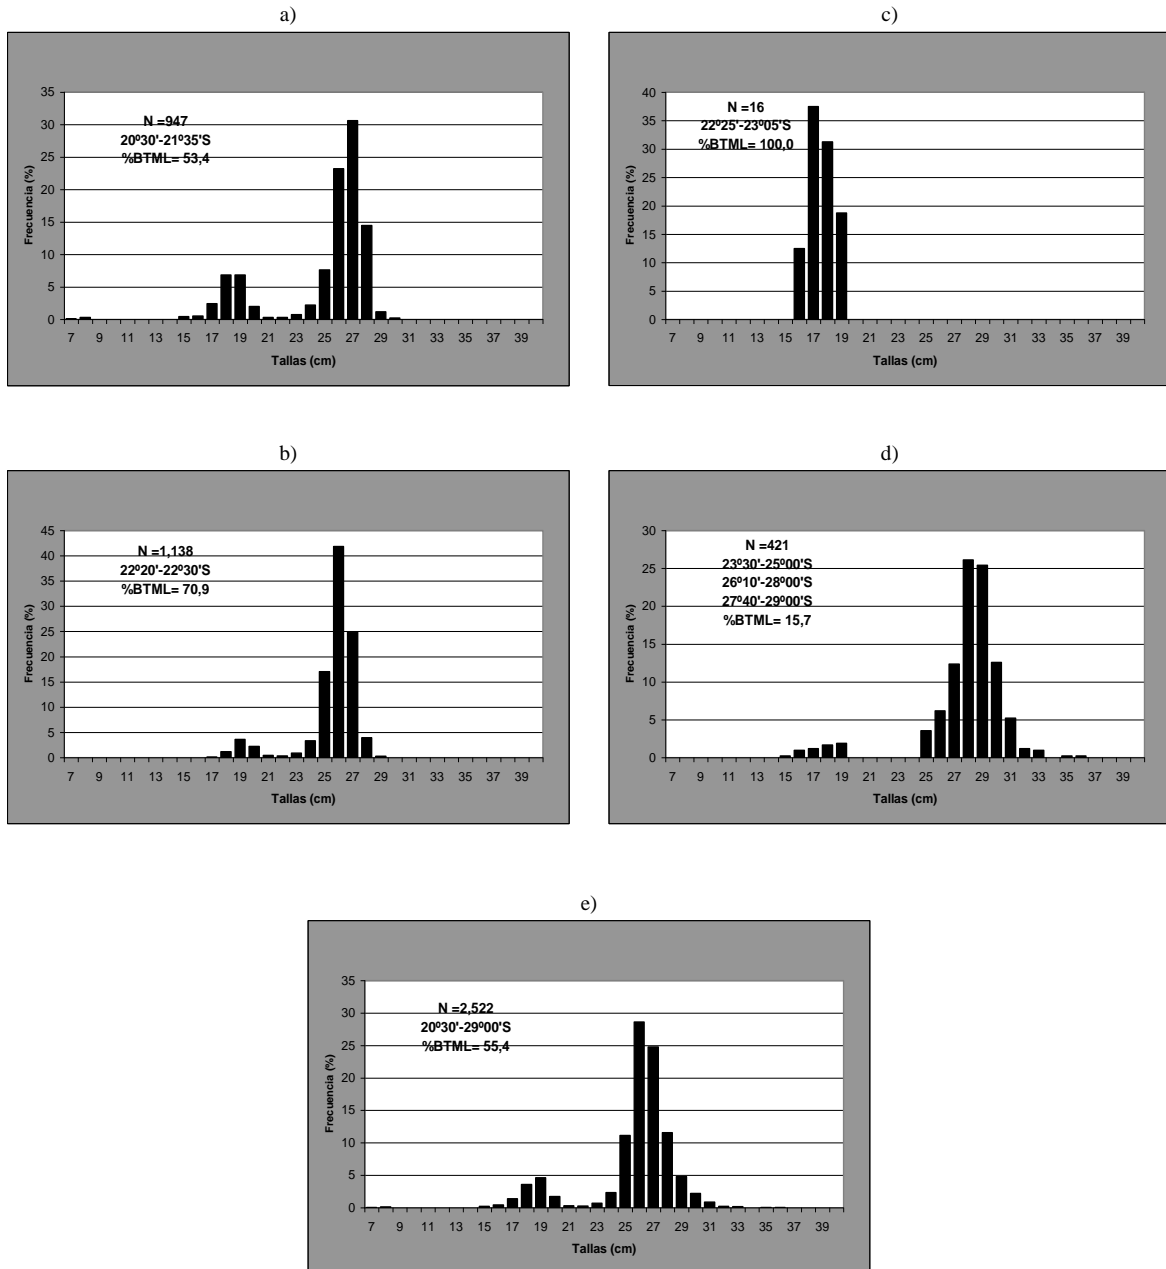 a)
35
30
25
20
15
10
5
0
Frecuencia (%)
N =947
20º30'-21º35'S
%BTML= 53,4
7 9 11 13 15 17 19 21 23 25 27 29 31 33 35 37 39
Tallas (cm)
c)
40
35
30
25
20
15
10
5
0
Frecuencia (%)
N =16
22º25'-23º05'S
%BTML= 100,0
7 9 11 13 15 17 19 21 23 25 27 29 31 33 35 37 39
Tallas (cm)
b)
45
40
35
30
25
20
15
10
5
0
Frecuencia (%)
N =1,138
22º20'-22º30'S
%BTML= 70,9
7 9 11 13 15 17 19 21 23 25 27 29 31 33 35 37 39
Tallas (cm)
d)
30
25
20
15
10
5
0
Frecuencia (%)
N =421
23º30'-25º00'S
26º10'-28º00'S
27º40'-29º00'S
%BTML= 15,7
7 9 11 13 15 17 19 21 23 25 27 29 31 33 35 37 39
Tallas (cm)
e)
35
30
25
20
15
10
5
0
Frecuencia (%)
N =2,522
20º30'-29º00'S
%BTML= 55,4
7 9 11 13 15 17 19 21 23 25 27 29 31 33 35 37 39
Tallas (cm)